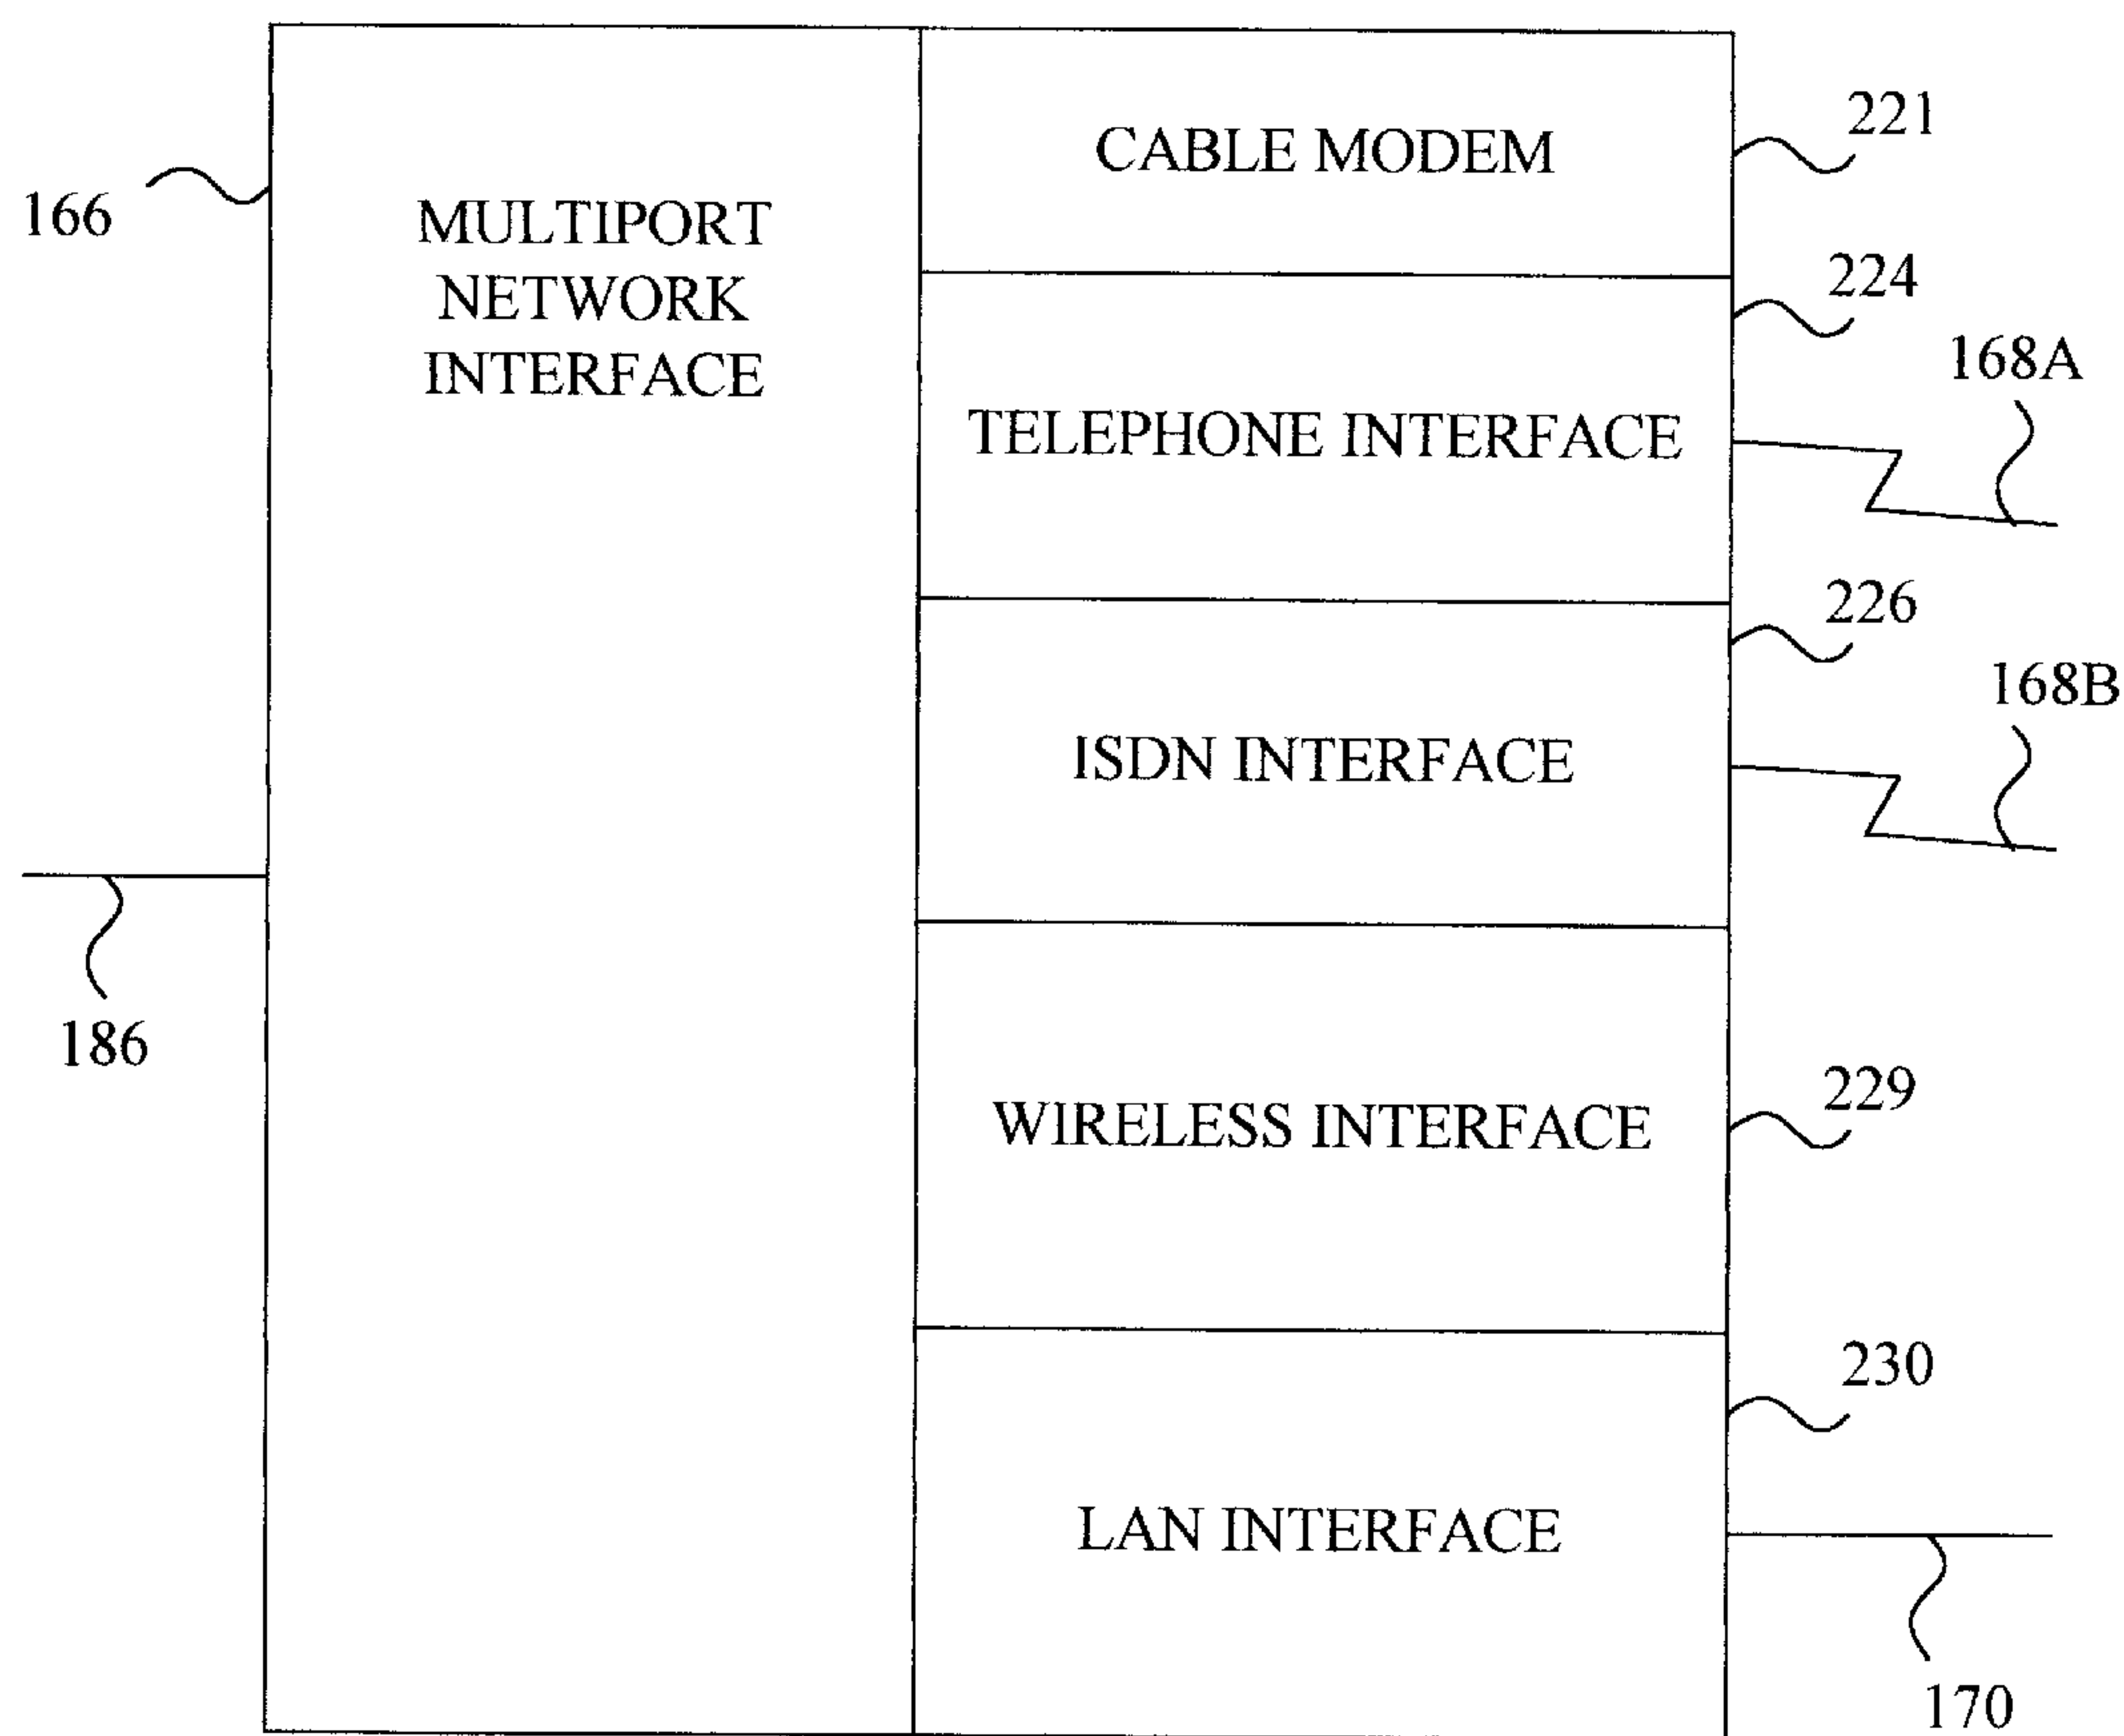 221
CABLE MODEM
166
MULTIPORT
NETWORK
INTERFACE
224
168A
TELEPHONE INTERFACE
226
168B
ISDN INTERFACE
186
229
WIRELESS INTERFACE
230
LAN INTERFACE
170